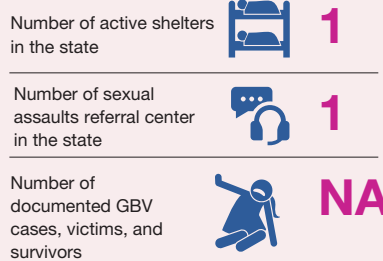 Number of active shelters
in the state
1
Number of sexual
assaults referral center
in the state
1
Number of
documented GBV
cases, victims, and
survivors
NA